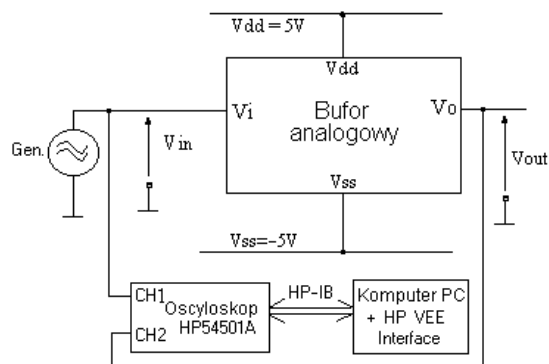 Vdd = 5V
Vdd
Vi
Bufor
analogowy
Vo
Gen.
Vin
Vout
Vss
Vss=-5V
CH1
Oscyloskop
HP54501A
CH2
HP-IB
Komputer PC
+ HP VEE
Interface